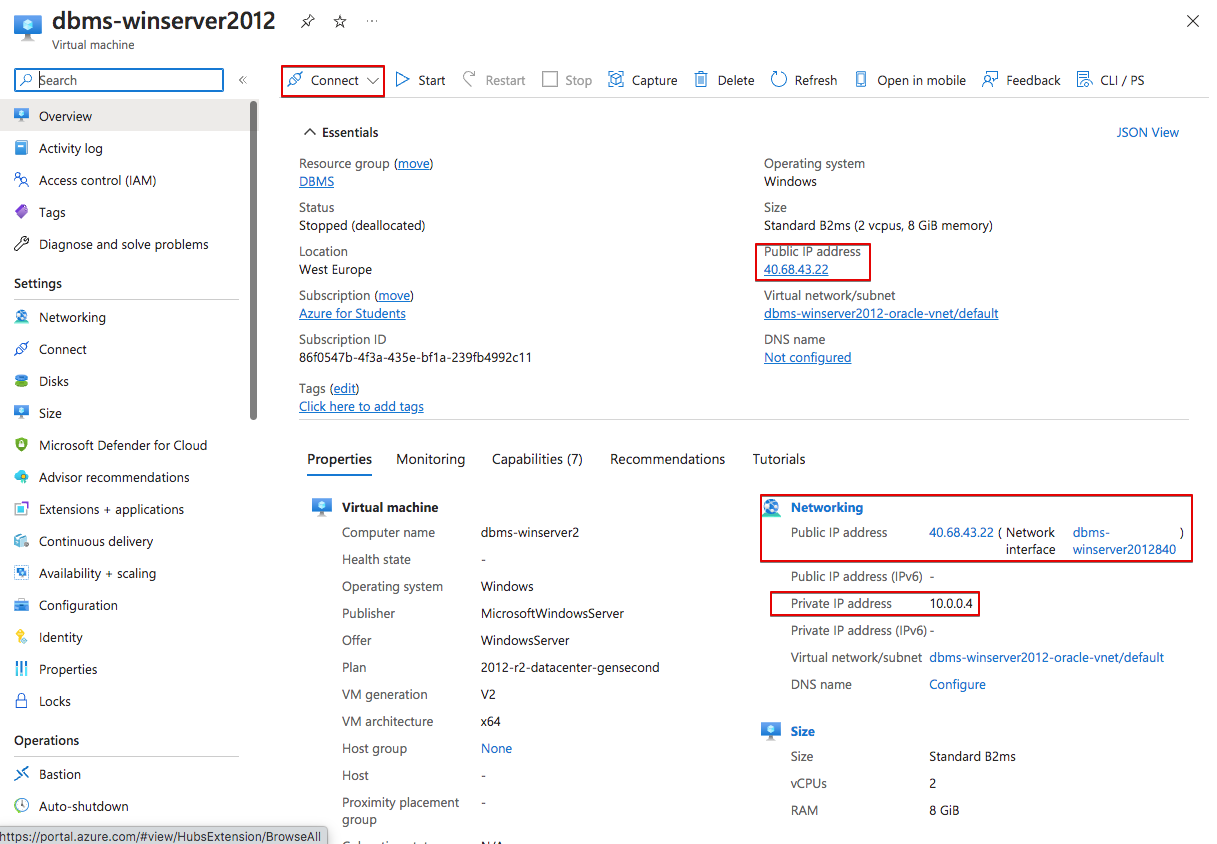 dbms-winserver2012
Virtual machine
Search
Connect
Start
Restart
Stop
Capture
Delete
Refresh
Open in mobile
Feedback
CLI / PS
Overview
Activity log
Access control (IAM)
Tags
Diagnose and solve problems
Settings
Networking
Connect
Disks
Size
Microsoft Defender for Cloud
Advisor recommendations
Extensions + applications
Continuous delivery
Availability + scaling
Configuration
Identity
Properties
Locks
Operations
Bastion
Auto-shutdown
https://portal.azure.com/#view/HubsExtension/BrowseAll
Essentials
JSON View
Resource group (move)
DBMS
Status
Stopped (deallocated)
Location
West Europe
Subscription (move)
Azure for Students
Subscription ID
86f0547b-4f3a-435e-bf1a-239fb4992c11
Tags (edit)
Click here to add tags
Operating system
Windows
Size
Standard B2ms (2 vcpus, 8 GiB memory)
Public IP address
40.68.43.22
Virtual network/subnet
dbms-winserver2012-oracle-vnet/default
DNS name
Not configured
Properties
Monitoring
Capabilities (7)
Recommendations
Tutorials
Virtual machine
Computer name dbms-winserver2
Health state -
Operating system Windows
Publisher MicrosoftWindowsServer
Offer WindowsServer
Plan 2012-r2-datacenter-gensecond
VM generation V2
VM architecture x64
Host group None
Host -
Proximity placement -
group
Networking
Public IP address 40.68.43.22 ( Network dbms- )
interface winserver2012840
Public IP address (IPv6) -
Private IP address 10.0.0.4
Private IP address (IPv6) -
Virtual network/subnet dbms-winserver2012-oracle-vnet/default
DNS name Configure
Size
Size Standard B2ms
vCPUs 2
RAM 8 GiB